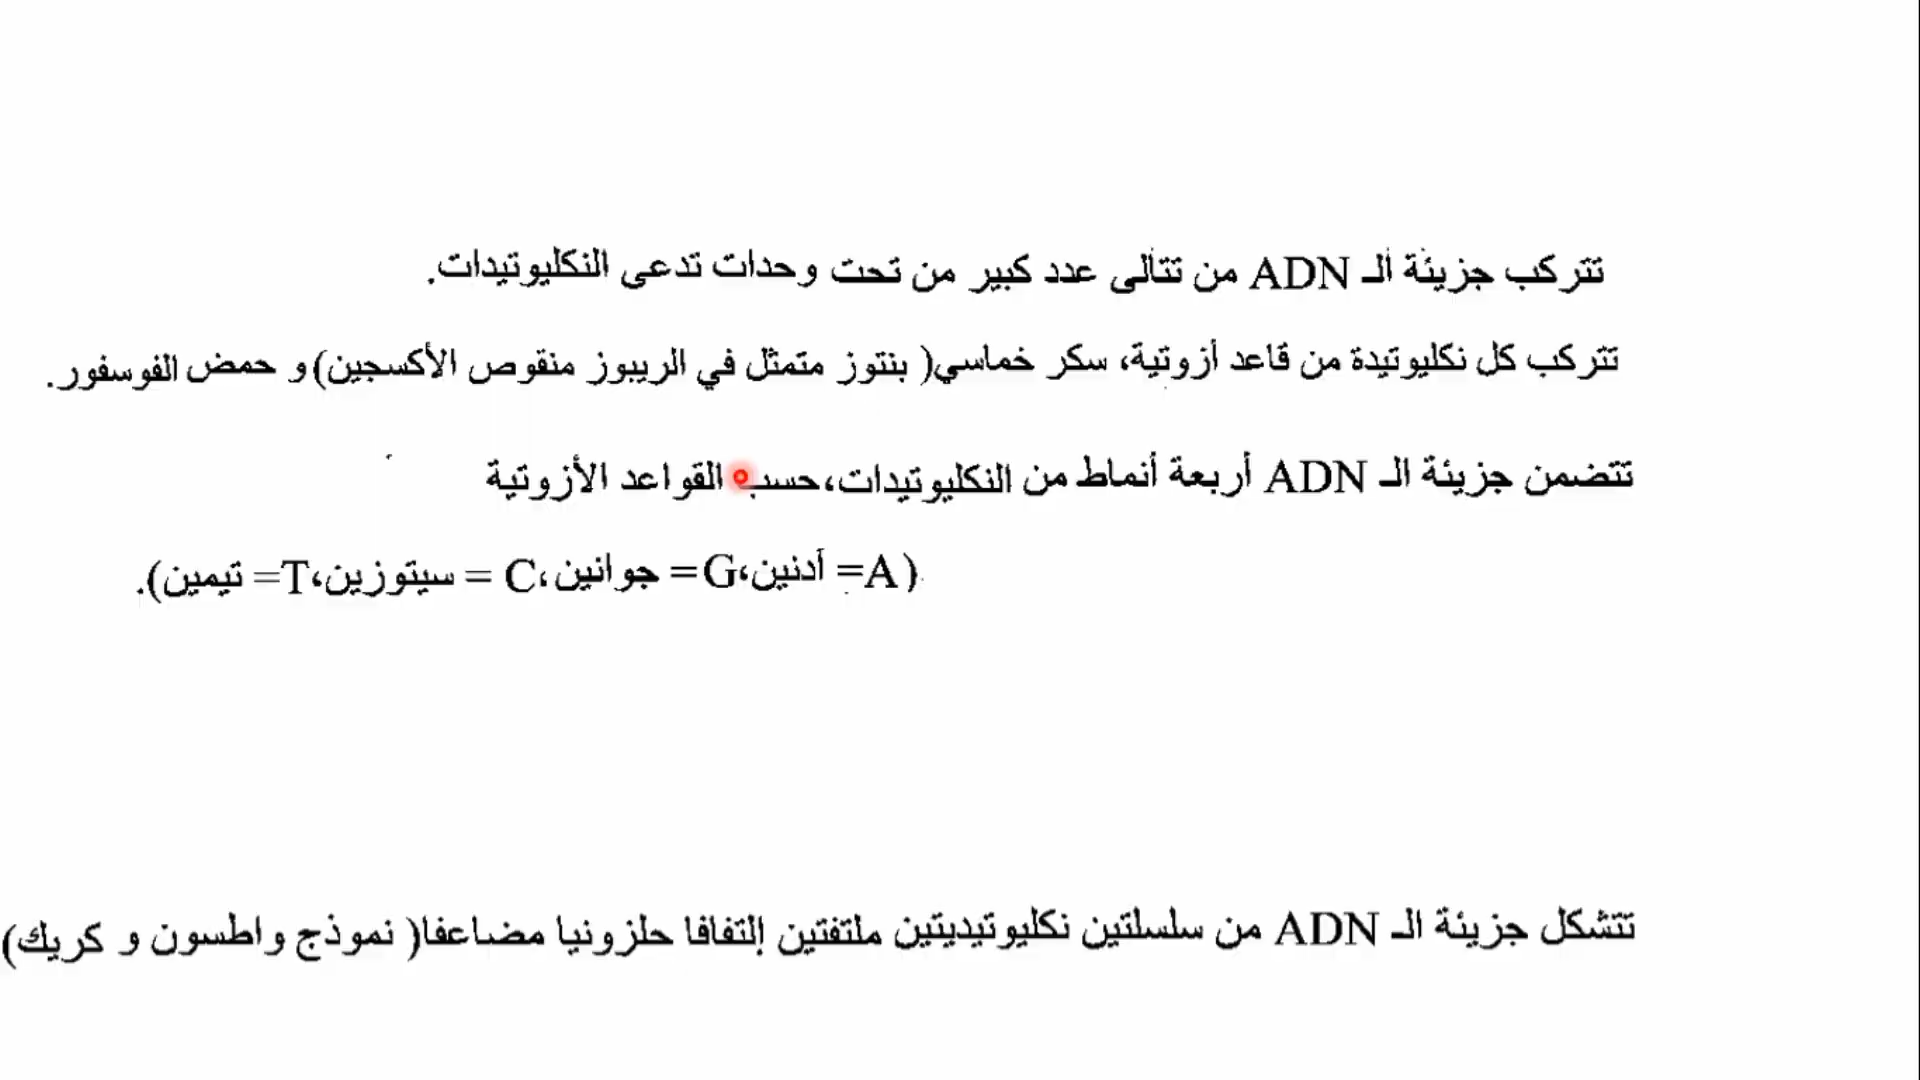 تتركب جزيئة الـ ADN من تتالى عدد كبير من تحت وحدات تدعى النكليوتيدات.
تتركب كل نكليوتيدة من قاعد أزوتية، سكر خماسي( بنتوز متمثل في الريبوز منقوص الأكسجين) و حمض الفوسفور.
تتضمن جزيئة الـ ADN أربعة أنماط من النكليوتيدات، حسب القواعد الأزوتية
(A= أدنين، G= جوانين، C = سيتوزين، T= تيمين).
تتشكل جزيئة الـ ADN من سلسلتين نكليوتيديتين ملتفتين إلتفافا حلزونيا مضاعفا( نموذج واطسون و كريك)